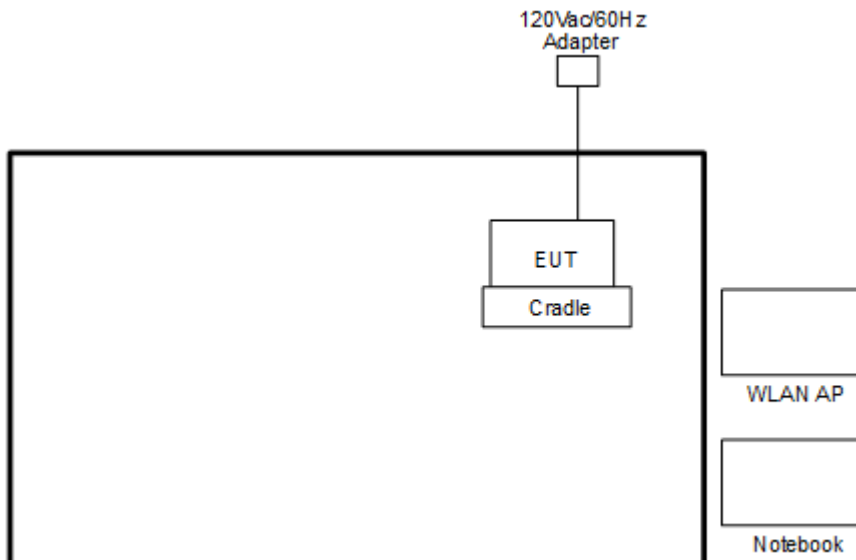 120Vac/60Hz
Adapter
EUT
Cradle
WLAN AP
Notebook